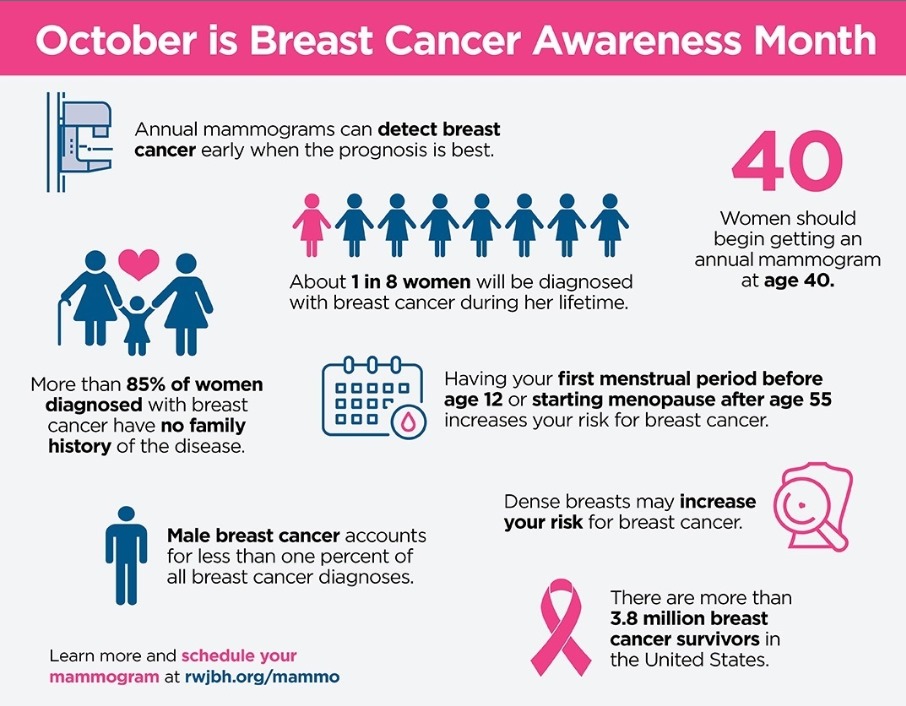 October is Breast Cancer Awareness Month
Annual mammograms can detect breast
cancer early when the prognosis is best.
40
Women should
begin getting an
annual mammogram
at age 40.
About 1 in 8 women will be diagnosed
with breast cancer during her lifetime.
More than 85% of women
diagnosed with breast
cancer have no family
history of the disease.
Having your first menstrual period before
age 12 or starting menopause after age 55
increases your risk for breast cancer.
Dense breasts may increase
your risk for breast cancer.
Male breast cancer accounts
for less than one percent of
all breast cancer diagnoses.
There are more than
3.8 million breast
cancer survivors in
the United States.
Learn more and schedule your
mammogram at rwjbh.org/mammo